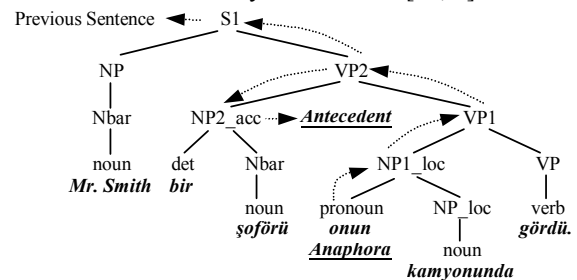 Previous Sentence S1
NP VP2
Nbar NP2_acc Antecedent VP1
noun det Nbar NP1_loc VP
Mr. Smith bir
noun pronoun NP_loc verb
şoförü onun gördü.
Anaphora noun
kamyonunda